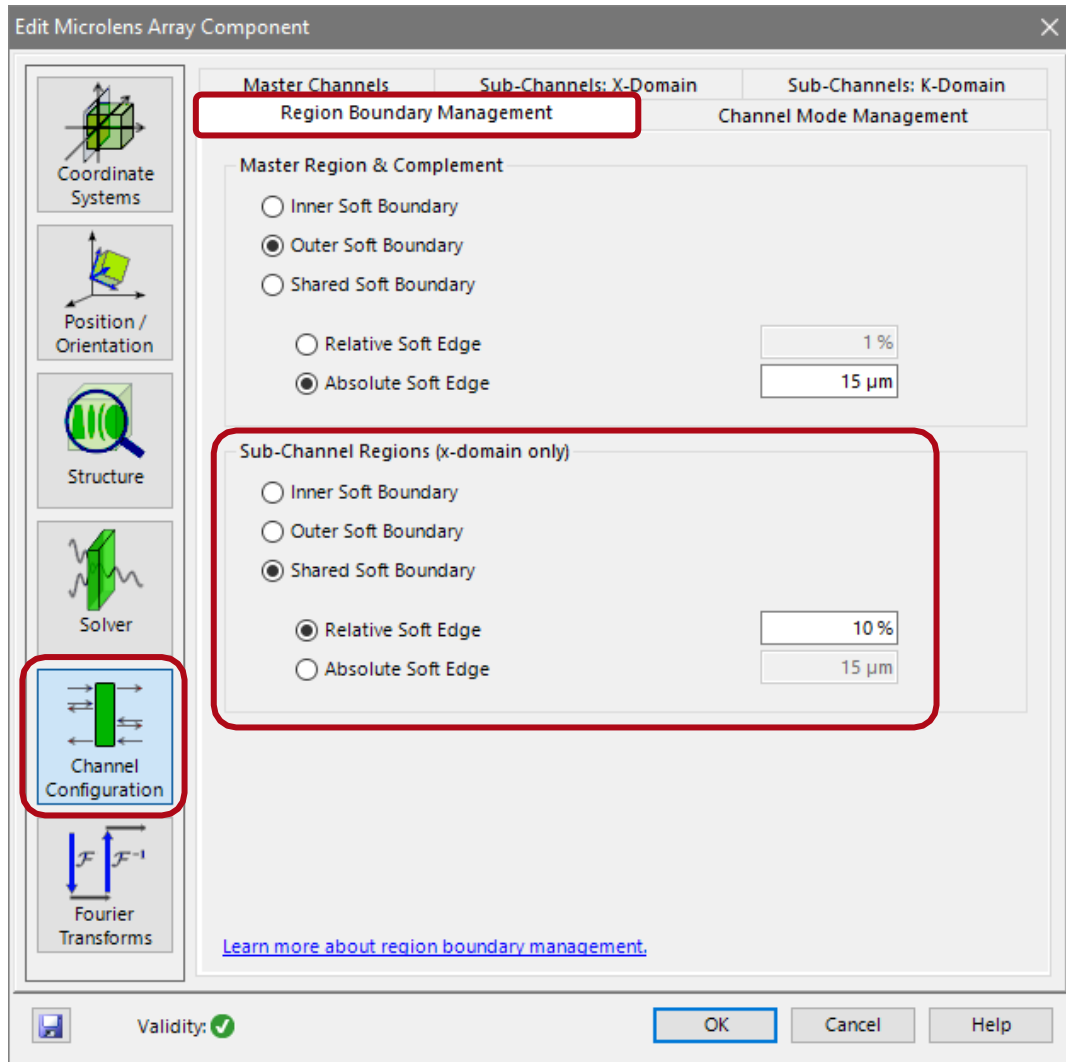 Edit Microlens Array Component
Coordinate
Systems
Position /
Orientation
Structure
Solver
Channel
Configuration
ℱ ℱ⁻¹
Fourier
Transforms
Master Channels Sub-Channels: X-Domain Sub-Channels: K-Domain
Region Boundary Management Channel Mode Management
Master Region & Complement
Inner Soft Boundary
Outer Soft Boundary
Shared Soft Boundary
Relative Soft Edge 1 %
Absolute Soft Edge 15 µm
Sub-Channel Regions (x-domain only)
Inner Soft Boundary
Outer Soft Boundary
Shared Soft Boundary
Relative Soft Edge 10 %
Absolute Soft Edge 15 µm
Learn more about region boundary management.
Validity: OK Cancel Help